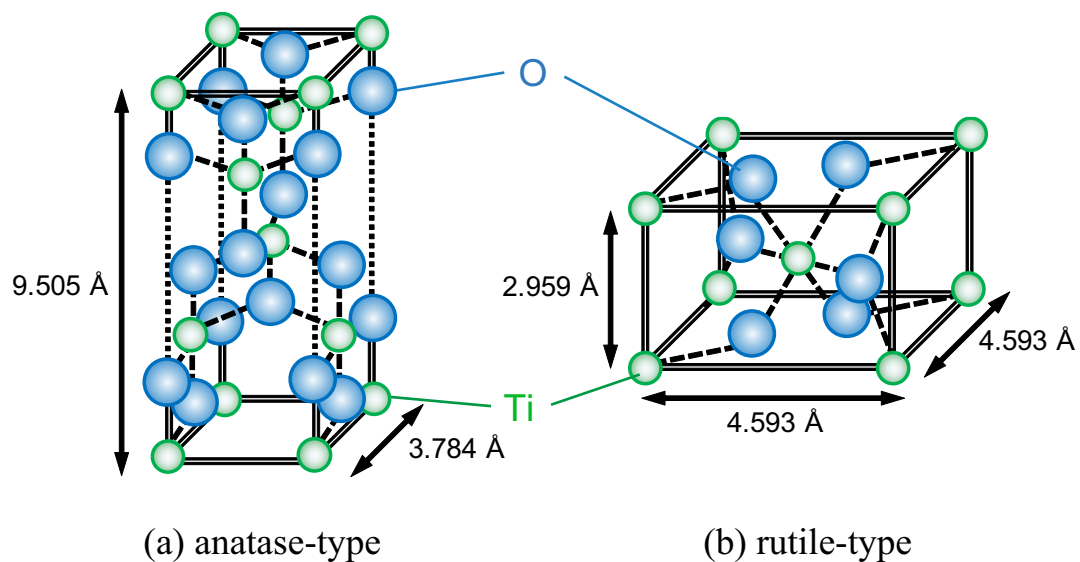 O
9.505 Å
2.959 Å
4.593 Å
Ti
3.784 Å
4.593 Å
(a) anatase-type
(b) rutile-type